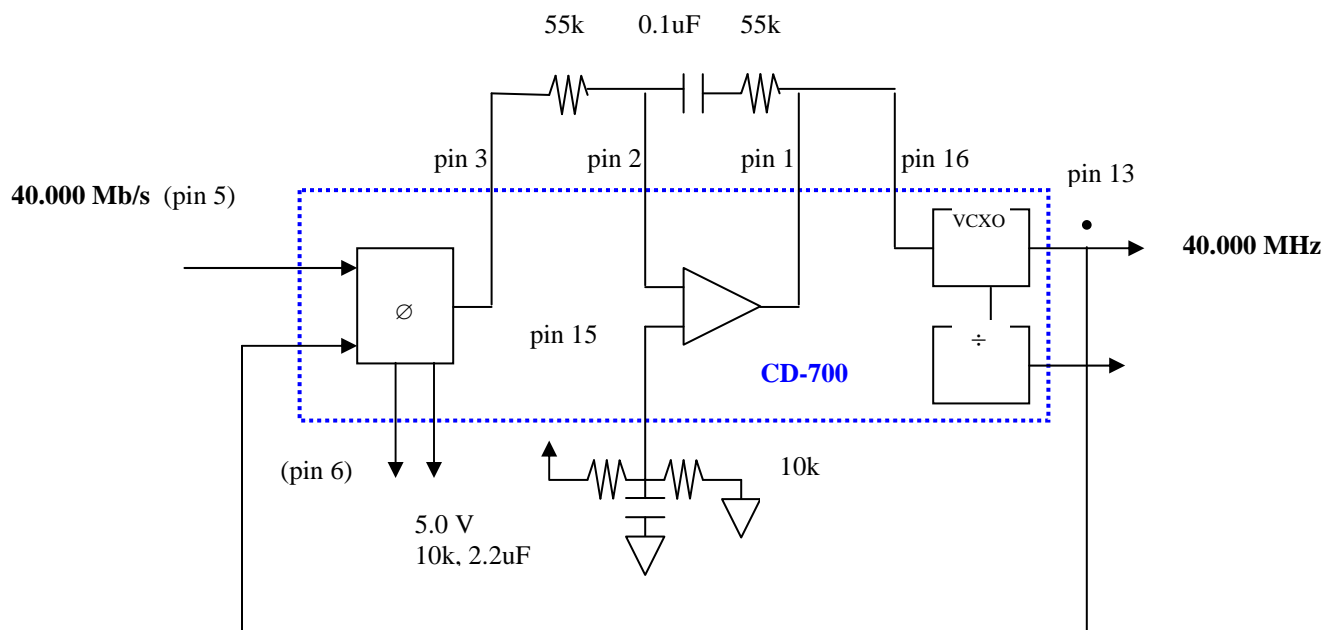 55k 0.1uF 55k
pin 3 pin 2 pin 1 pin 16
40.000 Mb/s (pin 5)
pin 13
VCXO
40.000 MHz
∅
÷
pin 15
CD-700
(pin 6)
10k
5.0 V
10k, 2.2uF